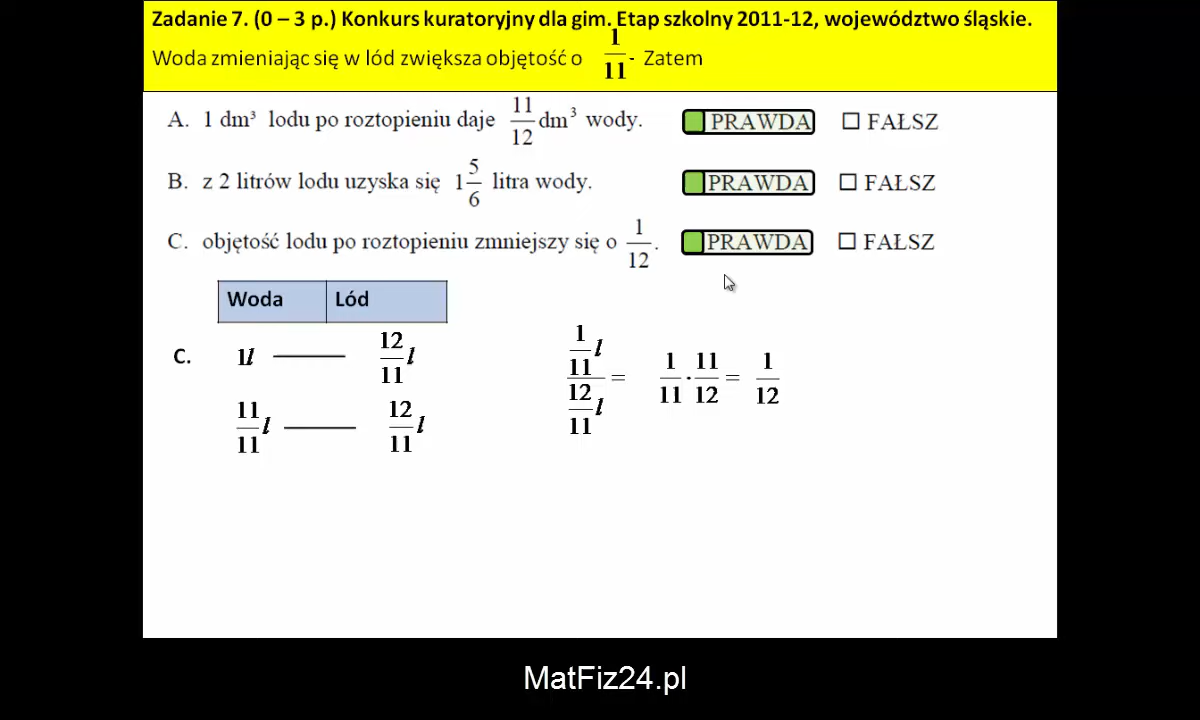 Zadanie 7. (0 – 3 p.) Konkurs kuratoryjny dla gim. Etap szkolny 2011-12, województwo śląskie.
Woda zmieniając się w lód zwiększa objętość o 1/11. Zatem
A. 1 dm³ lodu po roztopieniu daje 11/12 dm³ wody. PRAWDA FAŁSZ
B. z 2 litrów lodu uzyska się 1 5/6 litra wody. PRAWDA FAŁSZ
C. objętość lodu po roztopieniu zmniejszy się o 1/12. PRAWDA FAŁSZ
Woda Lód
C. 1l 12/11 l
11/11 l 12/11 l
1/11 l / 12/11 l = 1/11 · 11/12 = 1/12
MatFiz24.pl